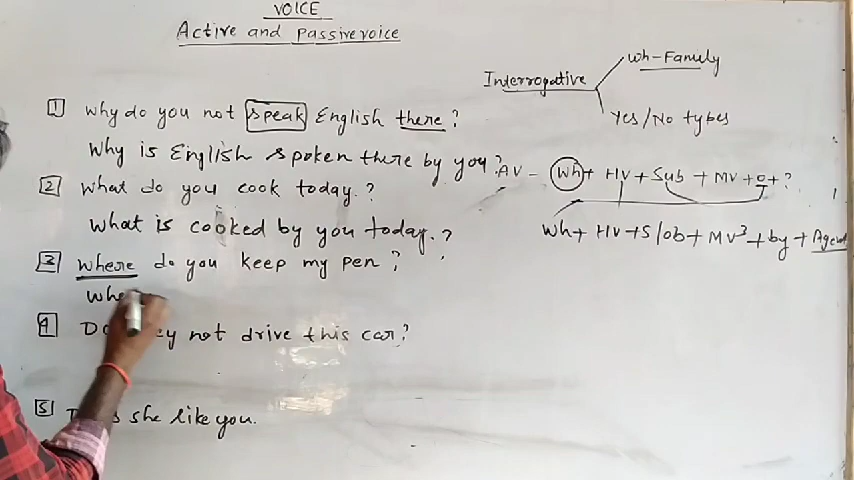 VOICE
Active and Passive voice
Interrogative
Wh-Family
Yes/No types
1 Why do you not speak English there?
Why is English spoken there by you?
AV - Wh + HV + Sub + MV + o + ?
Wh + HV + S/ob + MV³ + by + Agent
2 What do you cook today.?
What is cooked by you today.?
3 where do you keep my pen?
Whe
4 not drive this car?
5 she like you.